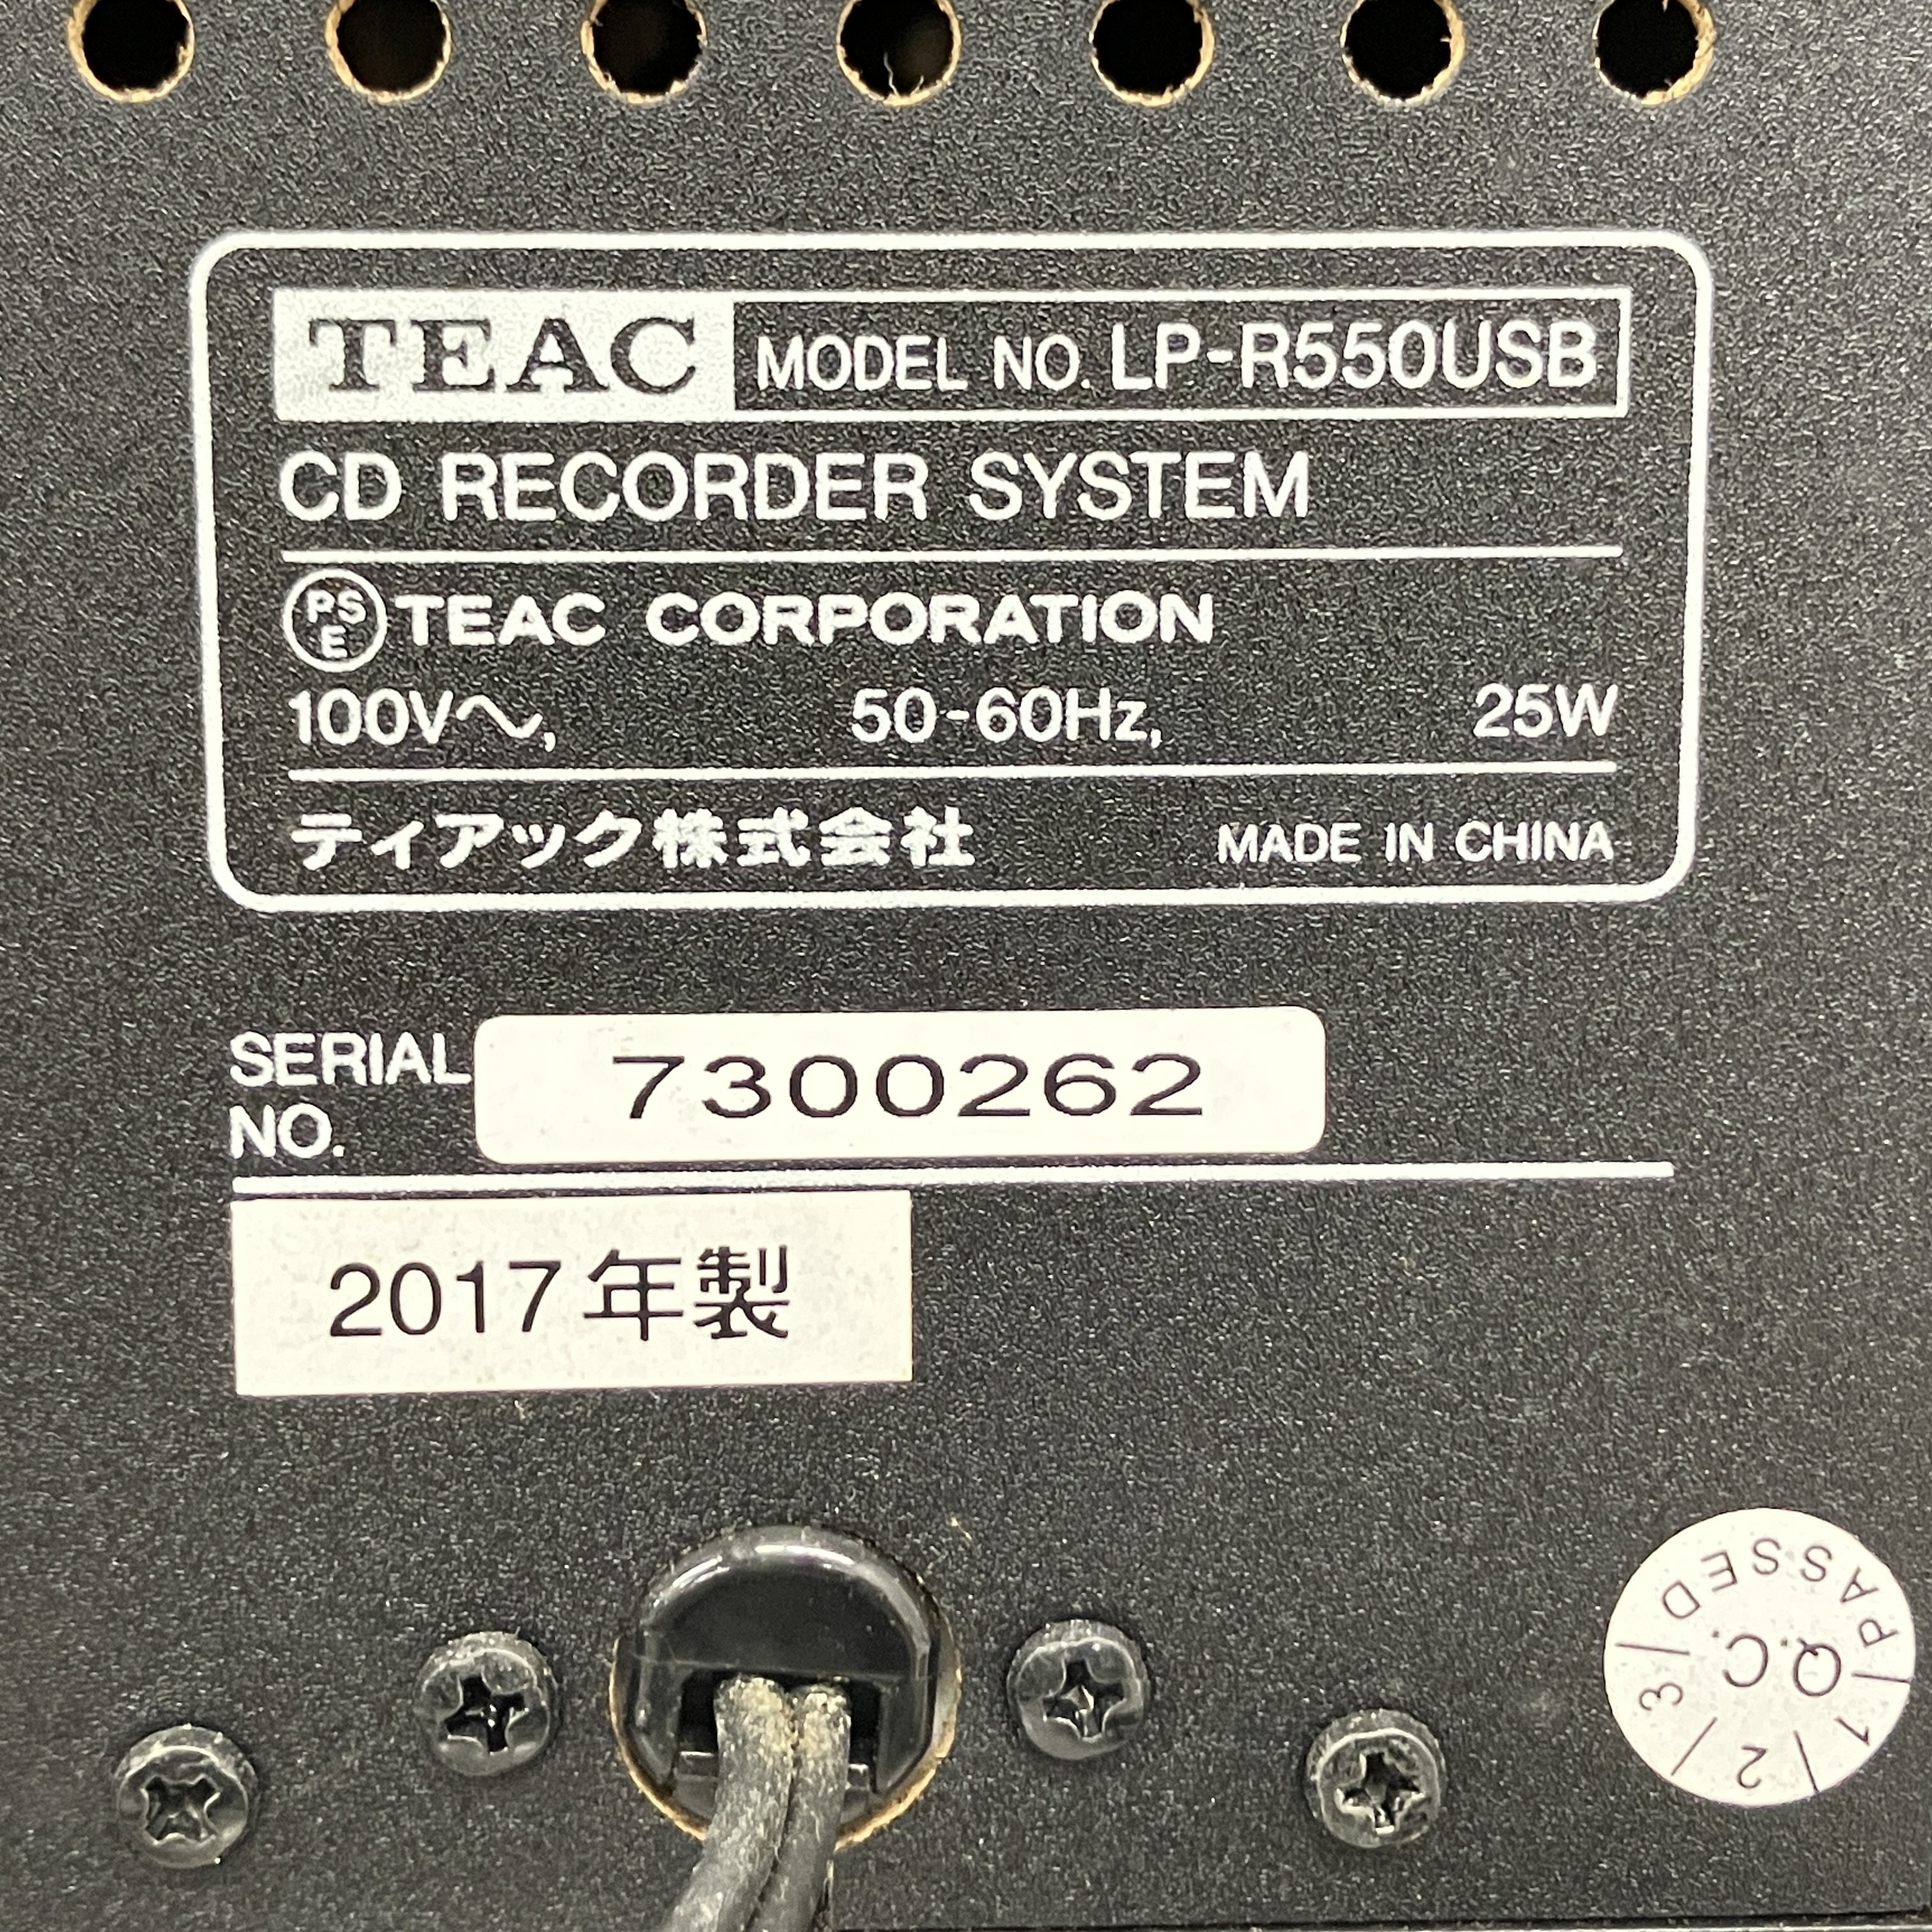 TEAC MODEL NO. LP-R550USB
CD RECORDER SYSTEM
PS
E
TEAC CORPORATION
100V～, 50-60Hz, 25W
ティアック株式会社 MADE IN CHINA
SERIAL NO. 7300262
2017年製
PASSED
Q.C.
1 2 3